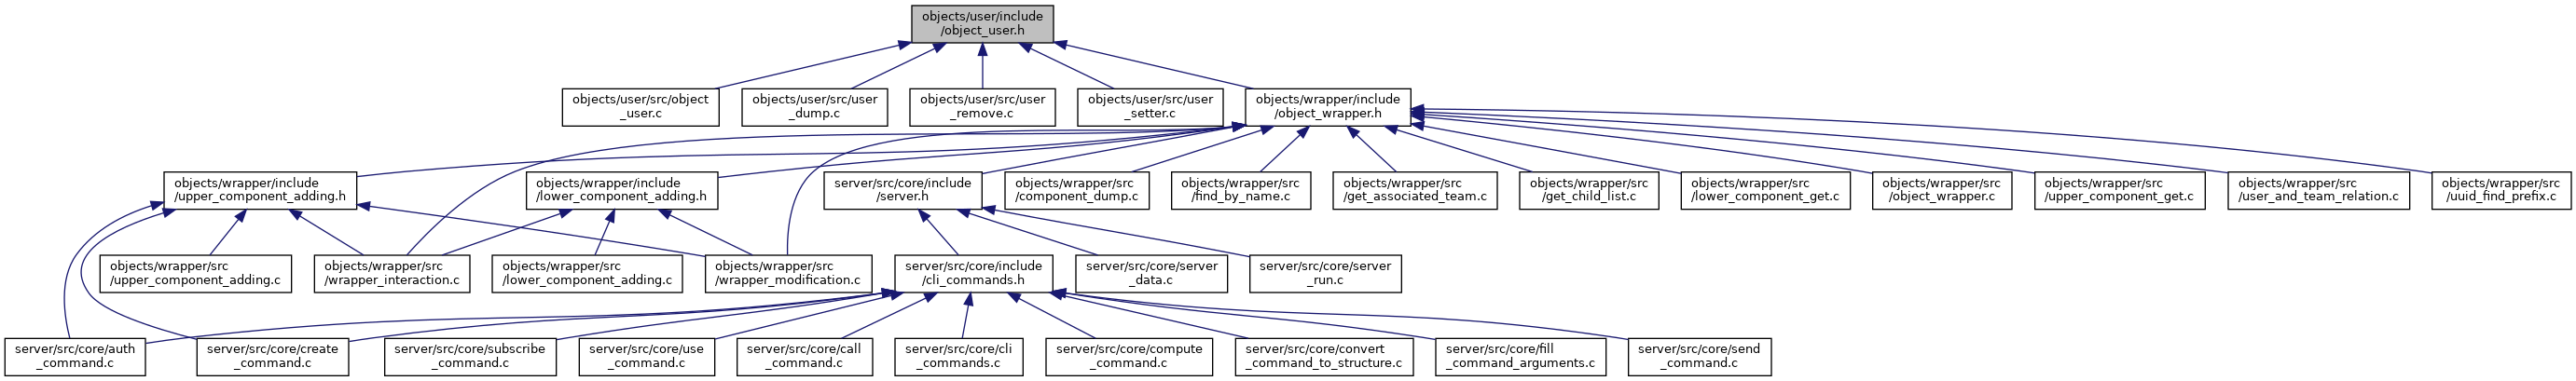 objects/user/include
/object_user.h
objects/user/src/object
_user.c
objects/user/src/user
_dump.c
objects/user/src/user
_remove.c
objects/user/src/user
_setter.c
objects/wrapper/include
/object_wrapper.h
objects/wrapper/include
/upper_component_adding.h
objects/wrapper/include
/lower_component_adding.h
server/src/core/include
/server.h
objects/wrapper/src
/component_dump.c
objects/wrapper/src
/find_by_name.c
objects/wrapper/src
/get_associated_team.c
objects/wrapper/src
/get_child_list.c
objects/wrapper/src
/lower_component_get.c
objects/wrapper/src
/object_wrapper.c
objects/wrapper/src
/upper_component_get.c
objects/wrapper/src
/user_and_team_relation.c
objects/wrapper/src
/uuid_find_prefix.c
objects/wrapper/src
/upper_component_adding.c
objects/wrapper/src
/wrapper_interaction.c
objects/wrapper/src
/lower_component_adding.c
objects/wrapper/src
/wrapper_modification.c
server/src/core/include
/cli_commands.h
server/src/core/server
_data.c
server/src/core/server
_run.c
server/src/core/auth
_command.c
server/src/core/create
_command.c
server/src/core/subscribe
_command.c
server/src/core/use
_command.c
server/src/core/call
_command.c
server/src/core/cli
_commands.c
server/src/core/compute
_command.c
server/src/core/convert
_command_to_structure.c
server/src/core/fill
_command_arguments.c
server/src/core/send
_command.c